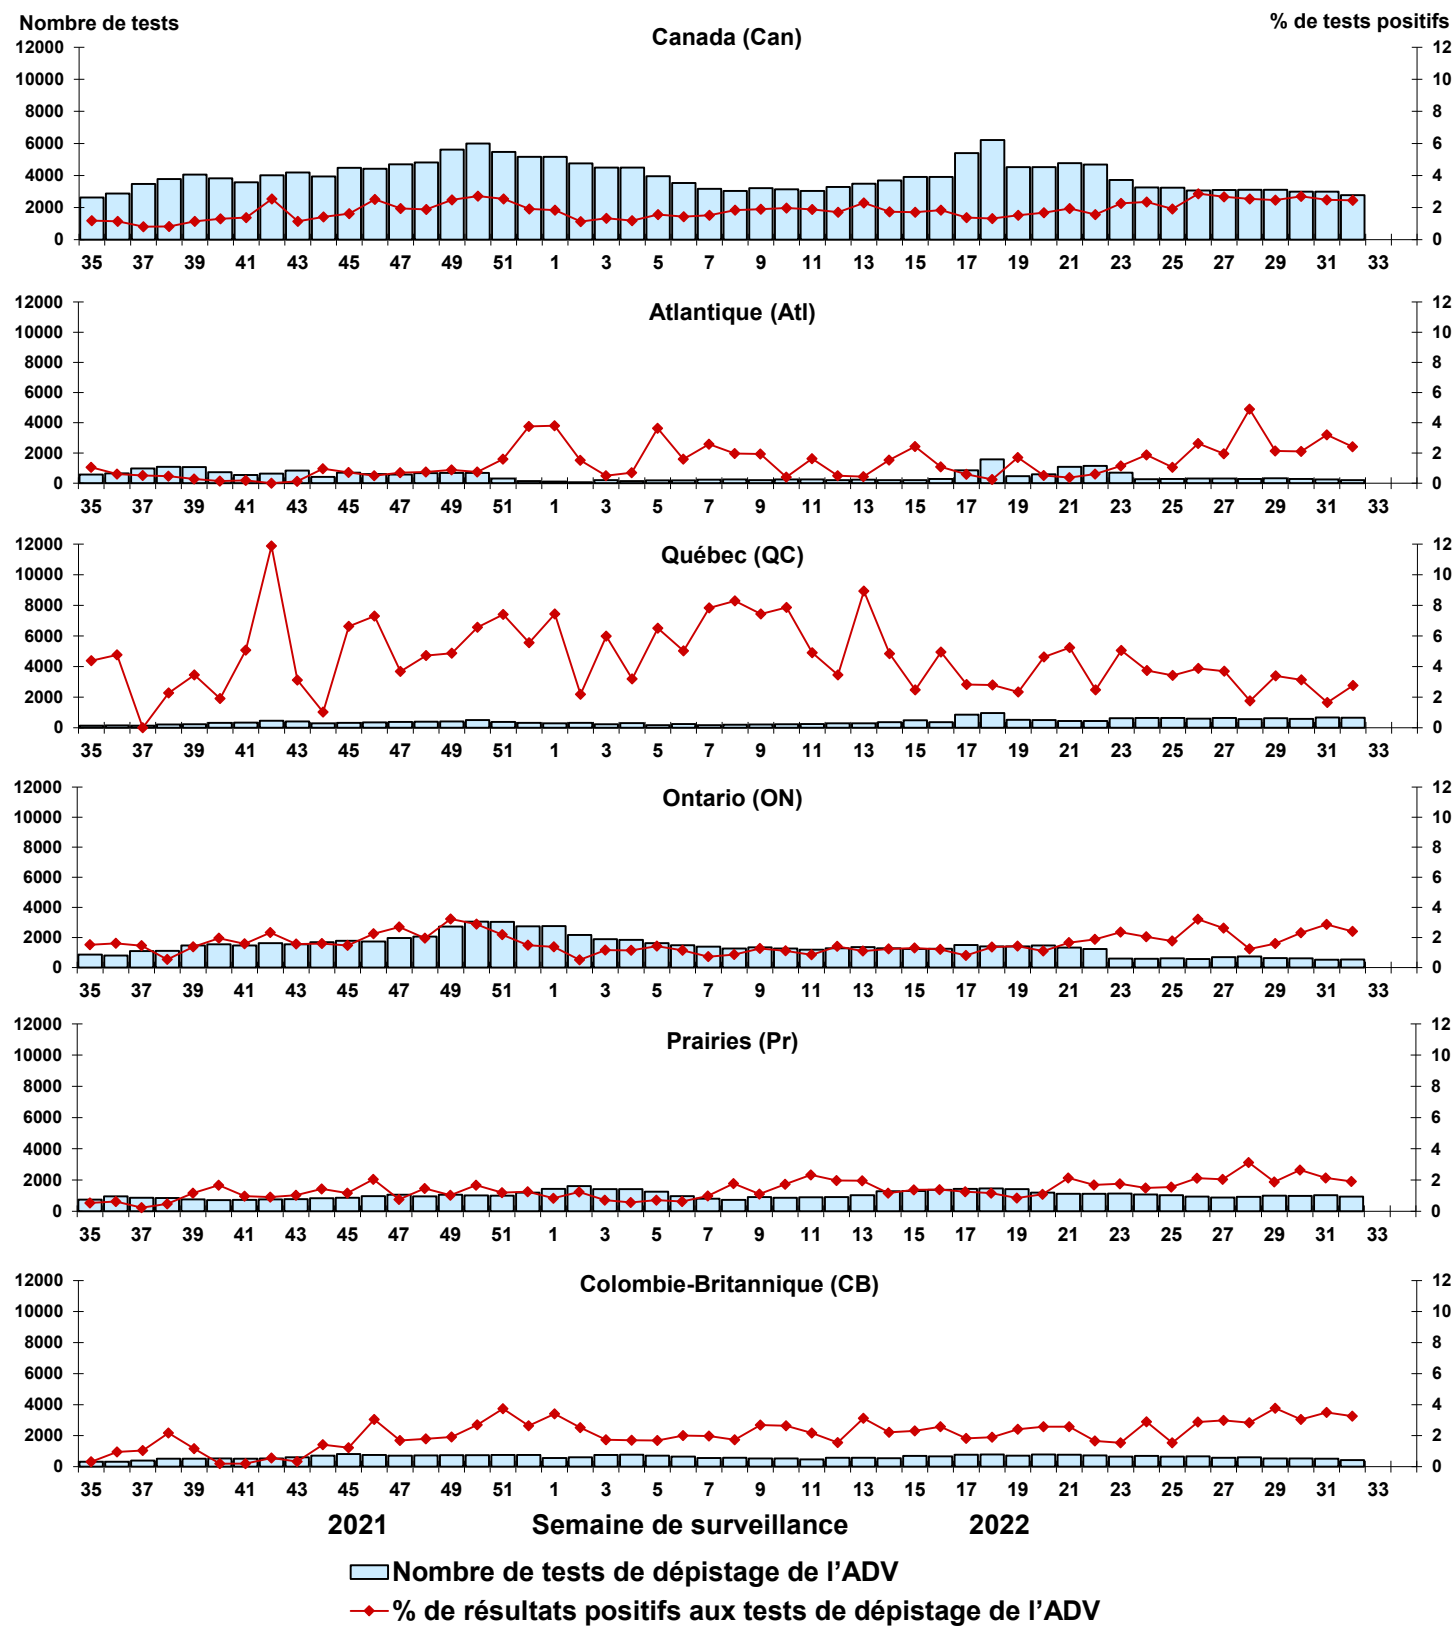 Nombre de tests
% de tests positifs
Canada (Can)
12000 12
10000 10
8000 8
6000 6
4000 4
2000 2
0 0
35 37 39 41 43 45 47 49 51 1 3 5 7 9 11 13 15 17 19 21 23 25 27 29 31 33
Atlantique (Atl)
12000 12
10000 10
8000 8
6000 6
4000 4
2000 2
0 0
35 37 39 41 43 45 47 49 51 1 3 5 7 9 11 13 15 17 19 21 23 25 27 29 31 33
Québec (QC)
12000 12
10000 10
8000 8
6000 6
4000 4
2000 2
0 0
35 37 39 41 43 45 47 49 51 1 3 5 7 9 11 13 15 17 19 21 23 25 27 29 31 33
Ontario (ON)
12000 12
10000 10
8000 8
6000 6
4000 4
2000 2
0 0
35 37 39 41 43 45 47 49 51 1 3 5 7 9 11 13 15 17 19 21 23 25 27 29 31 33
Prairies (Pr)
12000 12
10000 10
8000 8
6000 6
4000 4
2000 2
0 0
35 37 39 41 43 45 47 49 51 1 3 5 7 9 11 13 15 17 19 21 23 25 27 29 31 33
Colombie-Britannique (CB)
12000 12
10000 10
8000 8
6000 6
4000 4
2000 2
0 0
35 37 39 41 43 45 47 49 51 1 3 5 7 9 11 13 15 17 19 21 23 25 27 29 31 33
2021 Semaine de surveillance 2022
Nombre de tests de dépistage de l’ADV
% de résultats positifs aux tests de dépistage de l’ADV